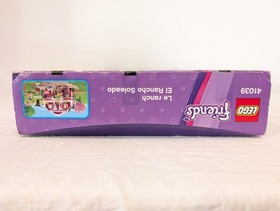 LEGO
friends
41039
Le ranch
El Rancho Soleado